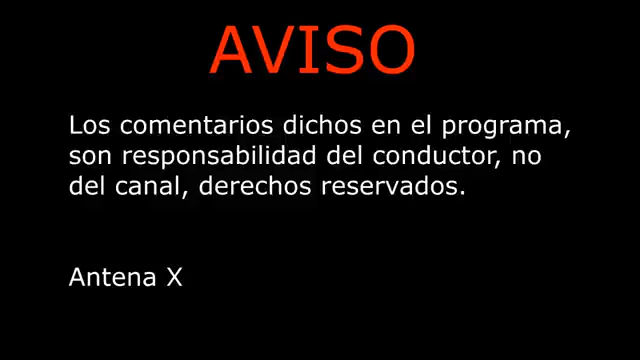 AVISO
Los comentarios dichos en el programa,
son responsabilidad del conductor, no
del canal, derechos reservados.
Antena X